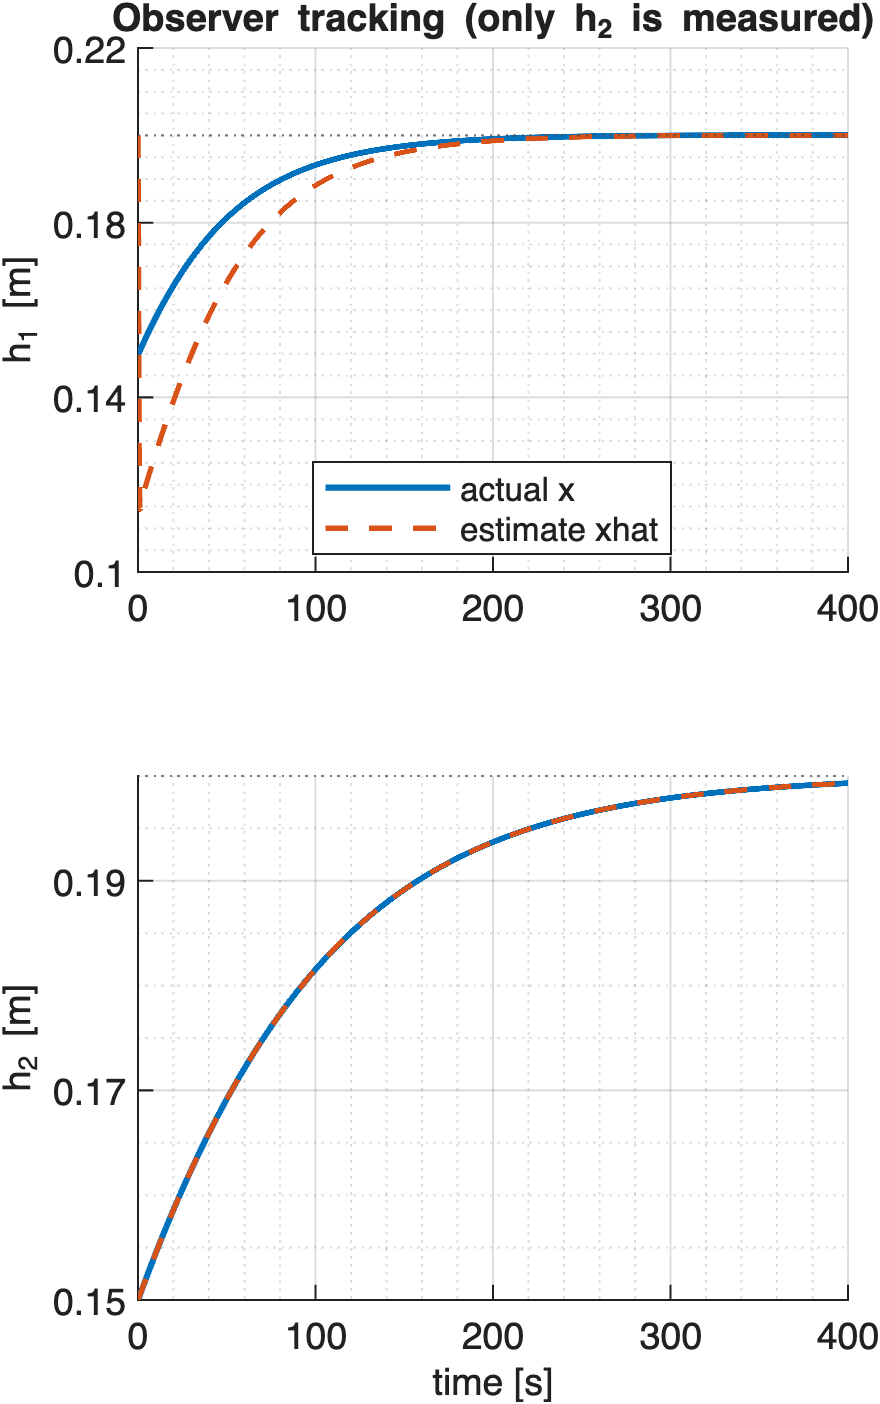 Observer tracking (only h₂ is measured)
0.22
0.18
0.14
0.1
h₁ [m]
actual x
estimate xhat
0 100 200 300 400
0.19
0.17
0.15
h₂ [m]
0 100 200 300 400
time [s]